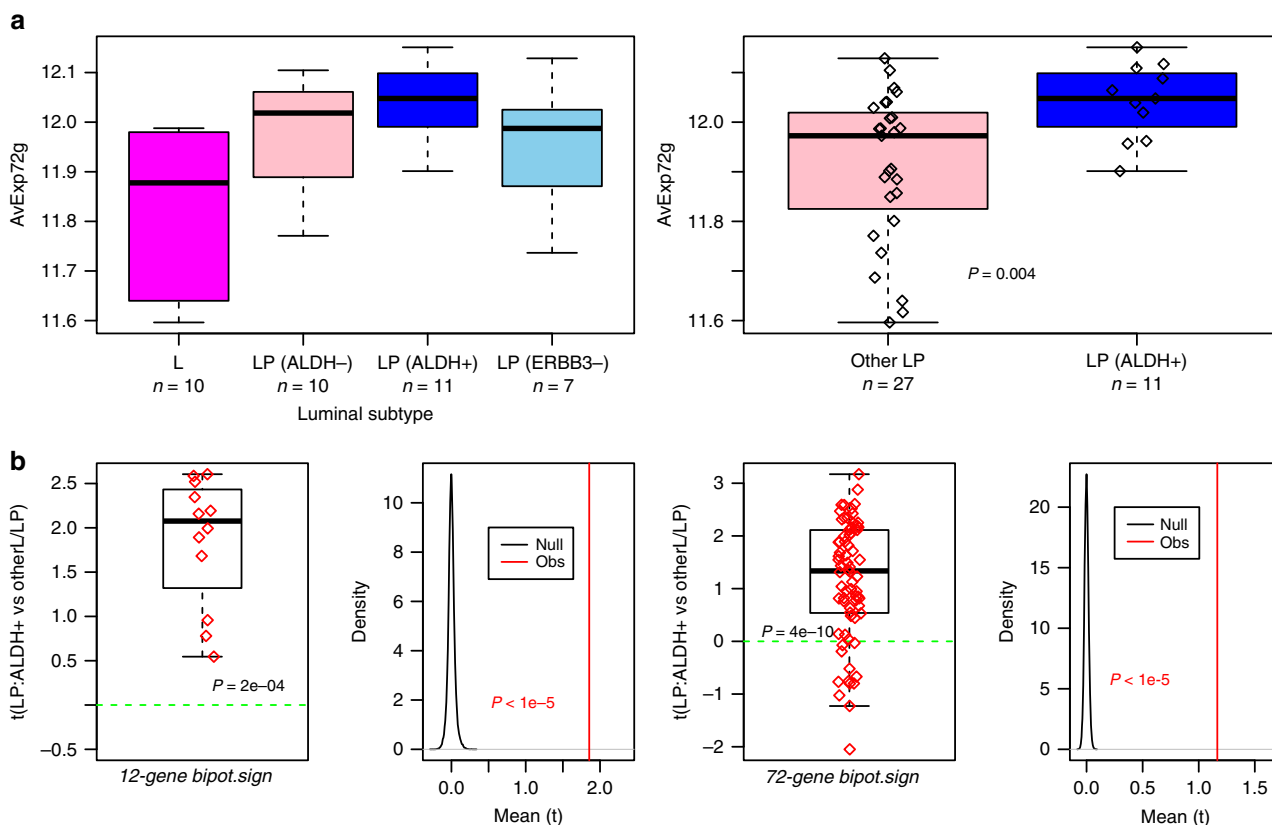 a
AvExp72g
12.1
12.0
11.9
11.8
11.7
11.6
L
n = 10
LP (ALDH–)
n = 10
LP (ALDH+)
n = 11
LP (ERBB3–)
n = 7
Luminal subtype
AvExp72g
12.0
11.8
11.6
P = 0.004
Other LP
n = 27
LP (ALDH+)
n = 11
b
t(LP:ALDH+ vs otherL/LP)
2.5
2.0
1.5
1.0
0.5
–0.5
P = 2e–04
12-gene bipot.sign
Density
10
8
6
4
2
0
Null
Obs
P < 1e–5
0.0
1.0
2.0
Mean (t)
t(LP:ALDH+ vs otherL/LP)
3
2
1
0
–1
–2
P = 4e–10
72-gene bipot.sign
Density
20
15
10
5
0
Null
Obs
P < 1e-5
0.0
0.5
1.0
1.5
Mean (t)